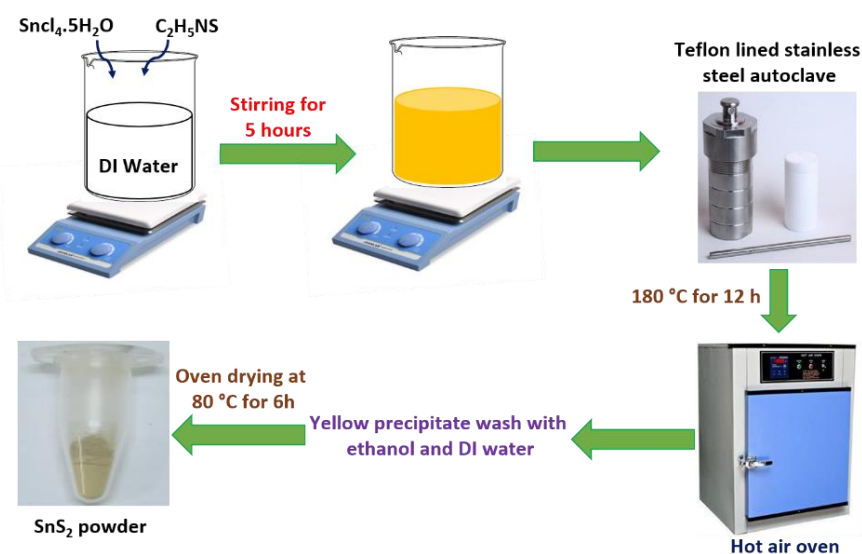 Sncl₄.5H₂O
C₂H₅NS
DI Water
Stirring for
5 hours
Teflon lined stainless
steel autoclave
180 °C for 12 h
Hot air oven
Yellow precipitate wash with
ethanol and DI water
Oven drying at
80 °C for 6h
SnS₂ powder